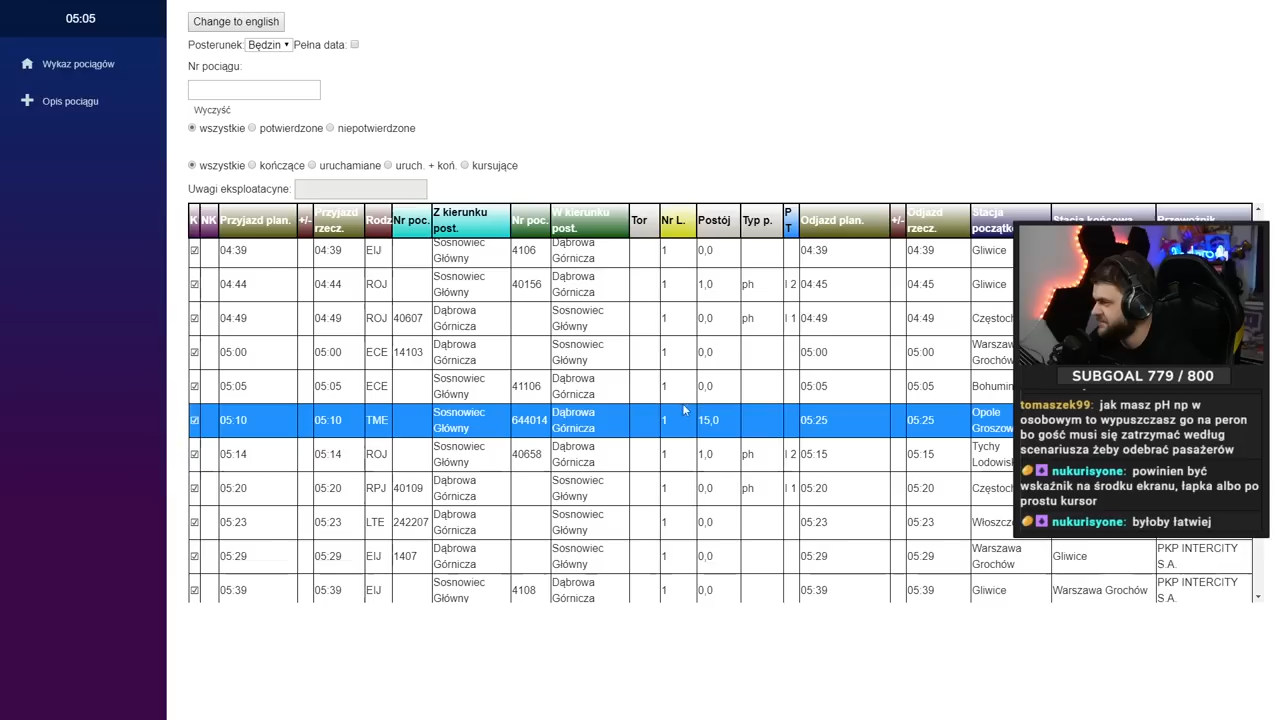 05:05
Wykaz pociągów
Opis pociągu
Change to english
Posterunek: Będzin Pełna data:
Nr pociągu:
Wyczyść
wszystkie potwierdzone niepotwierdzone
wszystkie kończące uruchamiane uruch. + koń. kursujące
Uwagi eksploatacyne:
K NK Przyjazd plan. +/- Przyjazd rzecz. Rodz Nr poc. Z kierunku post. Nr poc. W kierunku post. Tor Nr L. Postój Typ p. P T Odjazd plan. +/- Odjazd rzecz. Stacja początk Stacja końcowa Przewoźnik
04:39 04:39 EIJ Sosnowiec Główny 4106 Dąbrowa Górnicza 1 0,0 04:39 04:39 Gliwice
04:44 04:44 ROJ Sosnowiec Główny 40156 Dąbrowa Górnicza 1 1,0 ph I 2 04:45 04:45 Gliwice
04:49 04:49 ROJ 40607 Dąbrowa Górnicza Sosnowiec Główny 1 0,0 ph I 1 04:49 04:49 Częstoch
05:00 05:00 ECE 14103 Dąbrowa Górnicza Sosnowiec Główny 1 0,0 05:00 05:00 Warszaw Grochów
05:05 05:05 ECE Sosnowiec Główny 41106 Dąbrowa Górnicza 1 0,0 05:05 05:05 Bohumin
05:10 05:10 TME Sosnowiec Główny 644014 Dąbrowa Górnicza 1 15,0 05:25 05:25 Opole Groszow
05:14 05:14 ROJ Sosnowiec Główny 40658 Dąbrowa Górnicza 1 1,0 ph I 2 05:15 05:15 Tychy Lodowisk
05:20 05:20 RPJ 40109 Dąbrowa Górnicza Sosnowiec Główny 1 0,0 ph I 1 05:20 05:20 Częstoch
05:23 05:23 LTE 242207 Dąbrowa Górnicza Sosnowiec Główny 1 0,0 05:23 05:23 Włoszcz
05:29 05:29 EIJ 1407 Dąbrowa Górnicza Sosnowiec Główny 1 0,0 05:29 05:29 Warszawa Grochów Gliwice PKP INTERCITY S.A.
05:39 05:39 EIJ Sosnowiec Główny 4108 Dąbrowa Górnicza 1 0,0 05:39 05:39 Gliwice Warszawa Grochów PKP INTERCITY S.A.
SUBGOAL 779 / 800
tomaszek99: jak masz pH np w
osobowym to wypuszczasz go na peron
bo gość musi się zatrzymać według
scenariusza żeby odebrać pasażerów
nukurisyone: powinien być
wskaźnik na środku ekranu, łapka albo po
prostu kursor
nukurisyone: byłoby łatwiej